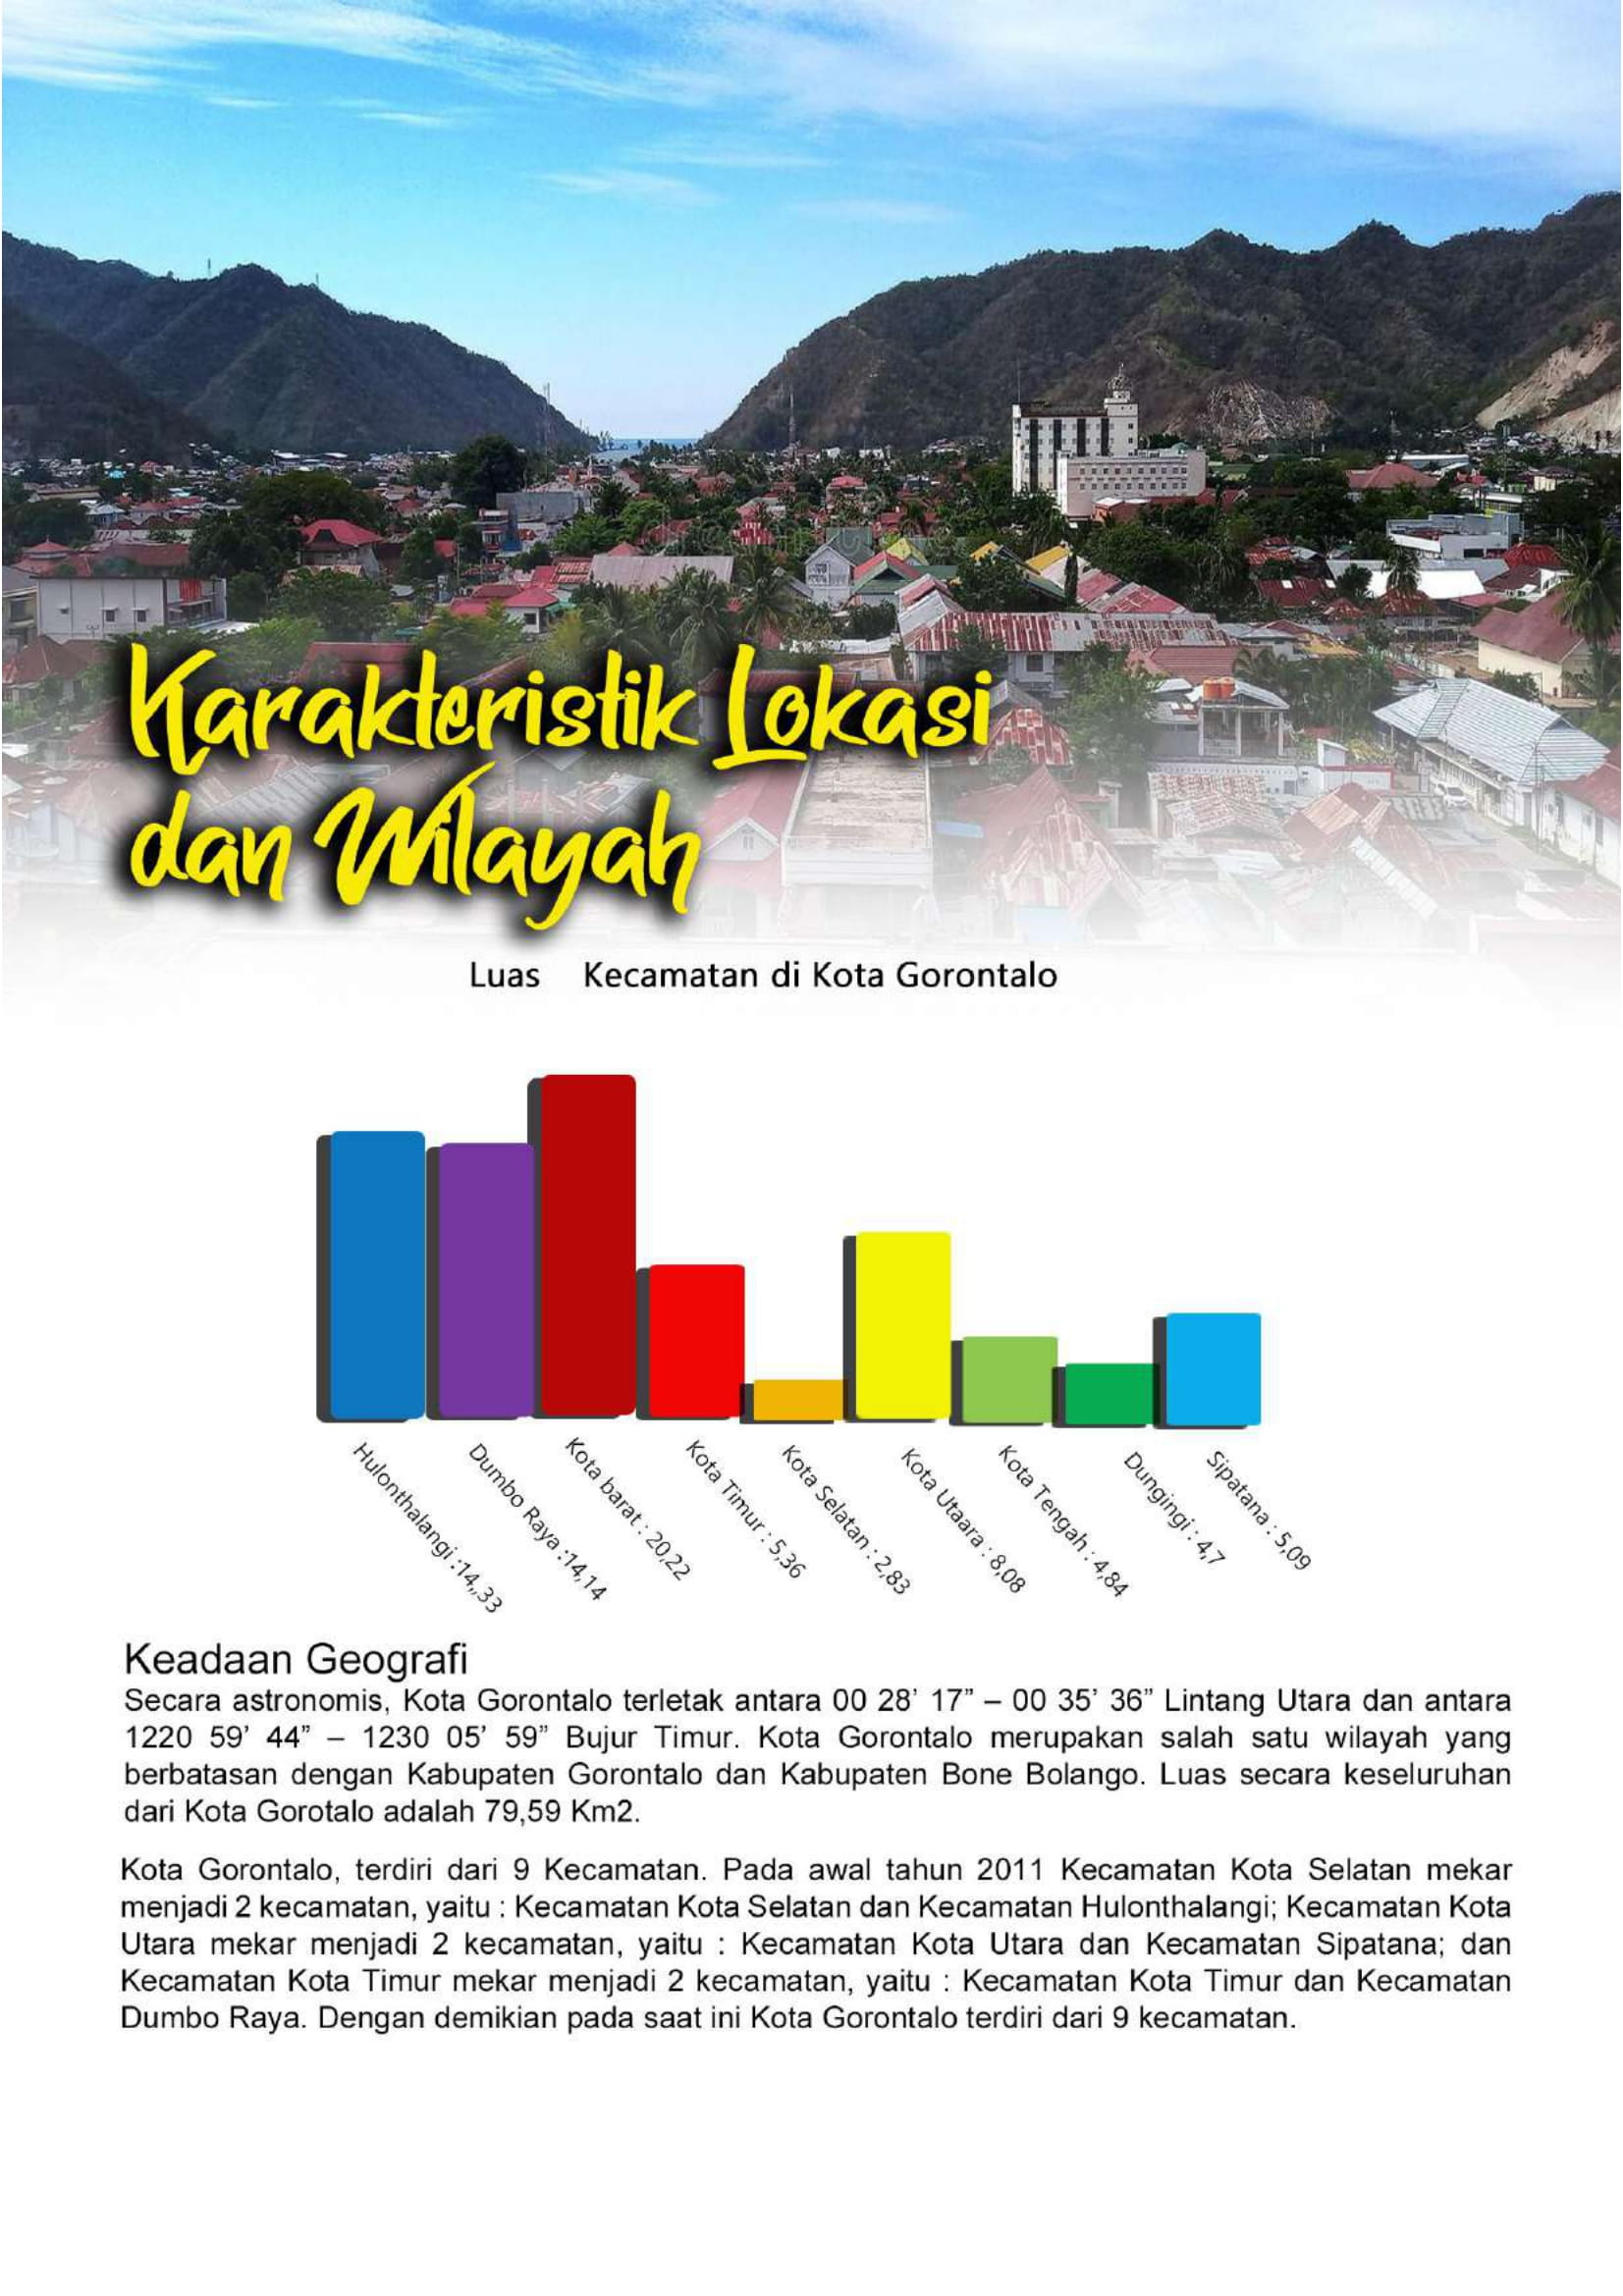 Karakteristik Lokasi
dan Wilayah
Luas Kecamatan di Kota Gorontalo
Hulonthalangi :14,,33
Dumbo Raya :14,14
Kota barat : 20,22
Kota Timur : 5,36
Kota Selatan : 2,83
Kota Utaara : 8,08
Kota Tengah : 4,84
Dungingi : 4,7
Sipatana : 5,09
Keadaan Geografi
Secara astronomis, Kota Gorontalo terletak antara 00 28’ 17” – 00 35’ 36” Lintang Utara dan antara
1220 59’ 44” – 1230 05’ 59” Bujur Timur. Kota Gorontalo merupakan salah satu wilayah yang
berbatasan dengan Kabupaten Gorontalo dan Kabupaten Bone Bolango. Luas secara keseluruhan
dari Kota Gorotalo adalah 79,59 Km2.
Kota Gorontalo, terdiri dari 9 Kecamatan. Pada awal tahun 2011 Kecamatan Kota Selatan mekar
menjadi 2 kecamatan, yaitu : Kecamatan Kota Selatan dan Kecamatan Hulonthalangi; Kecamatan Kota
Utara mekar menjadi 2 kecamatan, yaitu : Kecamatan Kota Utara dan Kecamatan Sipatana; dan
Kecamatan Kota Timur mekar menjadi 2 kecamatan, yaitu : Kecamatan Kota Timur dan Kecamatan
Dumbo Raya. Dengan demikian pada saat ini Kota Gorontalo terdiri dari 9 kecamatan.